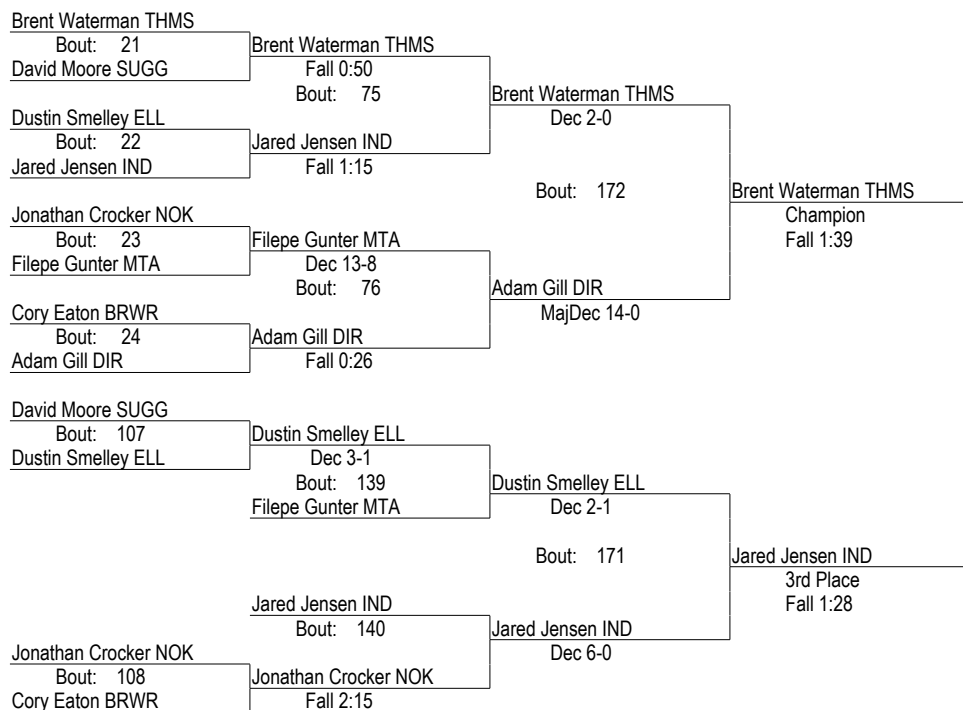 Brent Waterman THMS
Bout: 21
David Moore SUGG
Brent Waterman THMS
Fall 0:50
Bout: 75
Brent Waterman THMS
Dec 2-0
Dustin Smelley ELL
Bout: 22
Jared Jensen IND
Jared Jensen IND
Fall 1:15
Bout: 172
Brent Waterman THMS
Champion
Fall 1:39
Jonathan Crocker NOK
Bout: 23
Filepe Gunter MTA
Filepe Gunter MTA
Dec 13-8
Bout: 76
Adam Gill DIR
MajDec 14-0
Cory Eaton BRWR
Bout: 24
Adam Gill DIR
Adam Gill DIR
Fall 0:26
David Moore SUGG
Bout: 107
Dustin Smelley ELL
Dustin Smelley ELL
Dec 3-1
Bout: 139
Filepe Gunter MTA
Dustin Smelley ELL
Dec 2-1
Bout: 171
Jared Jensen IND
3rd Place
Fall 1:28
Jared Jensen IND
Bout: 140
Jared Jensen IND
Dec 6-0
Jonathan Crocker NOK
Bout: 108
Cory Eaton BRWR
Jonathan Crocker NOK
Fall 2:15